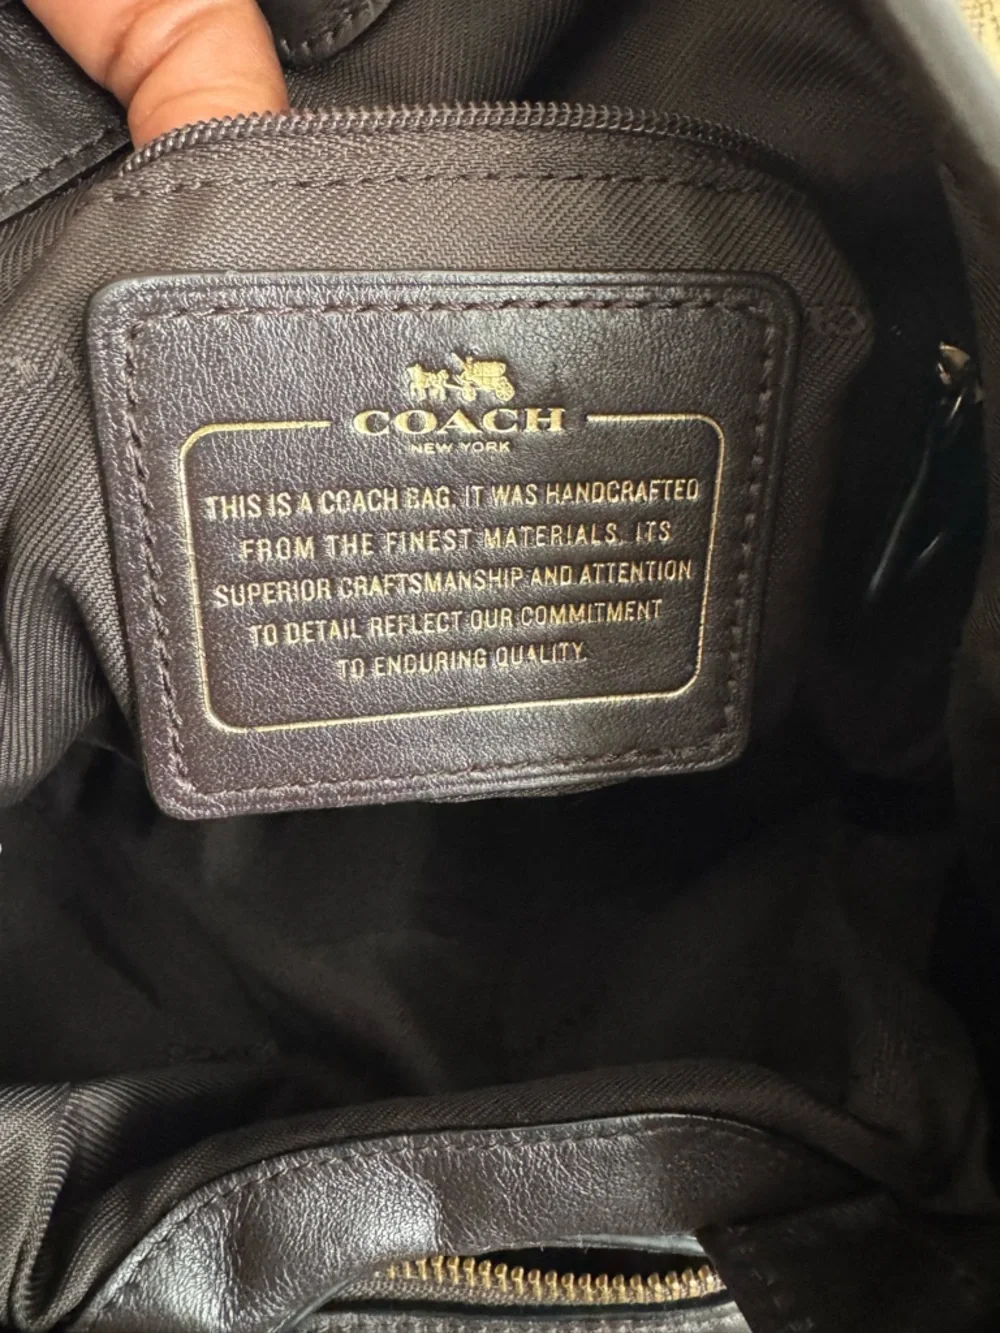 COACH
NEW YORK
THIS IS A COACH BAG. IT WAS HANDCRAFTED
FROM THE FINEST MATERIALS. ITS
SUPERIOR CRAFTSMANSHIP AND ATTENTION
TO DETAIL REFLECT OUR COMMITMENT
TO ENDURING QUALITY.